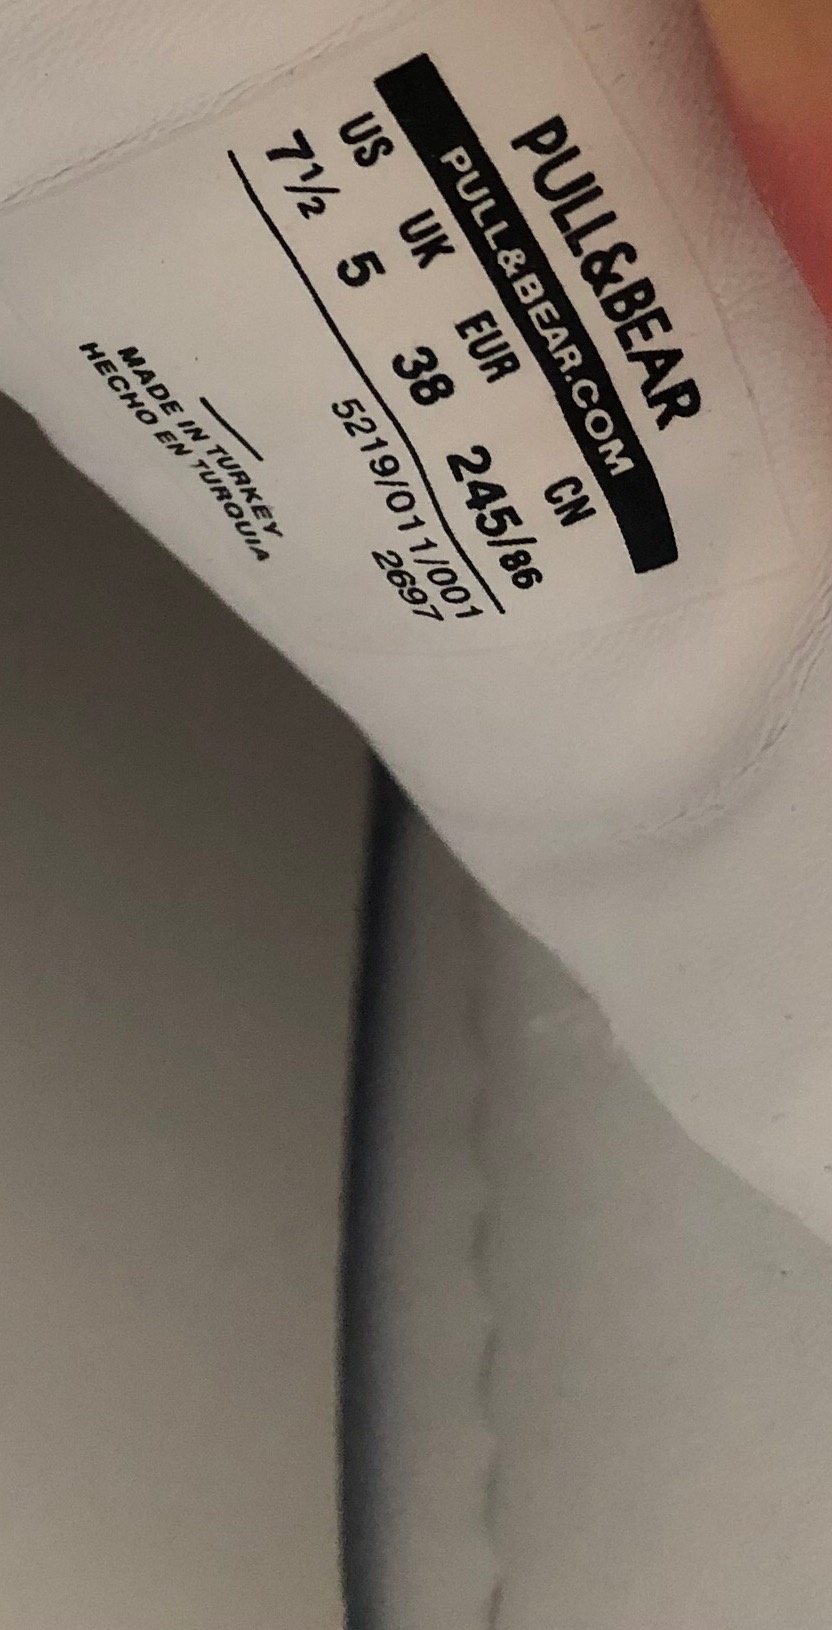 PULL&BEAR
PULL&BEAR.COM
US UK EUR CN
7½ 5 38 245/86
5219/011/001
2697
MADE IN TURKEY
HECHO EN TURQUIA